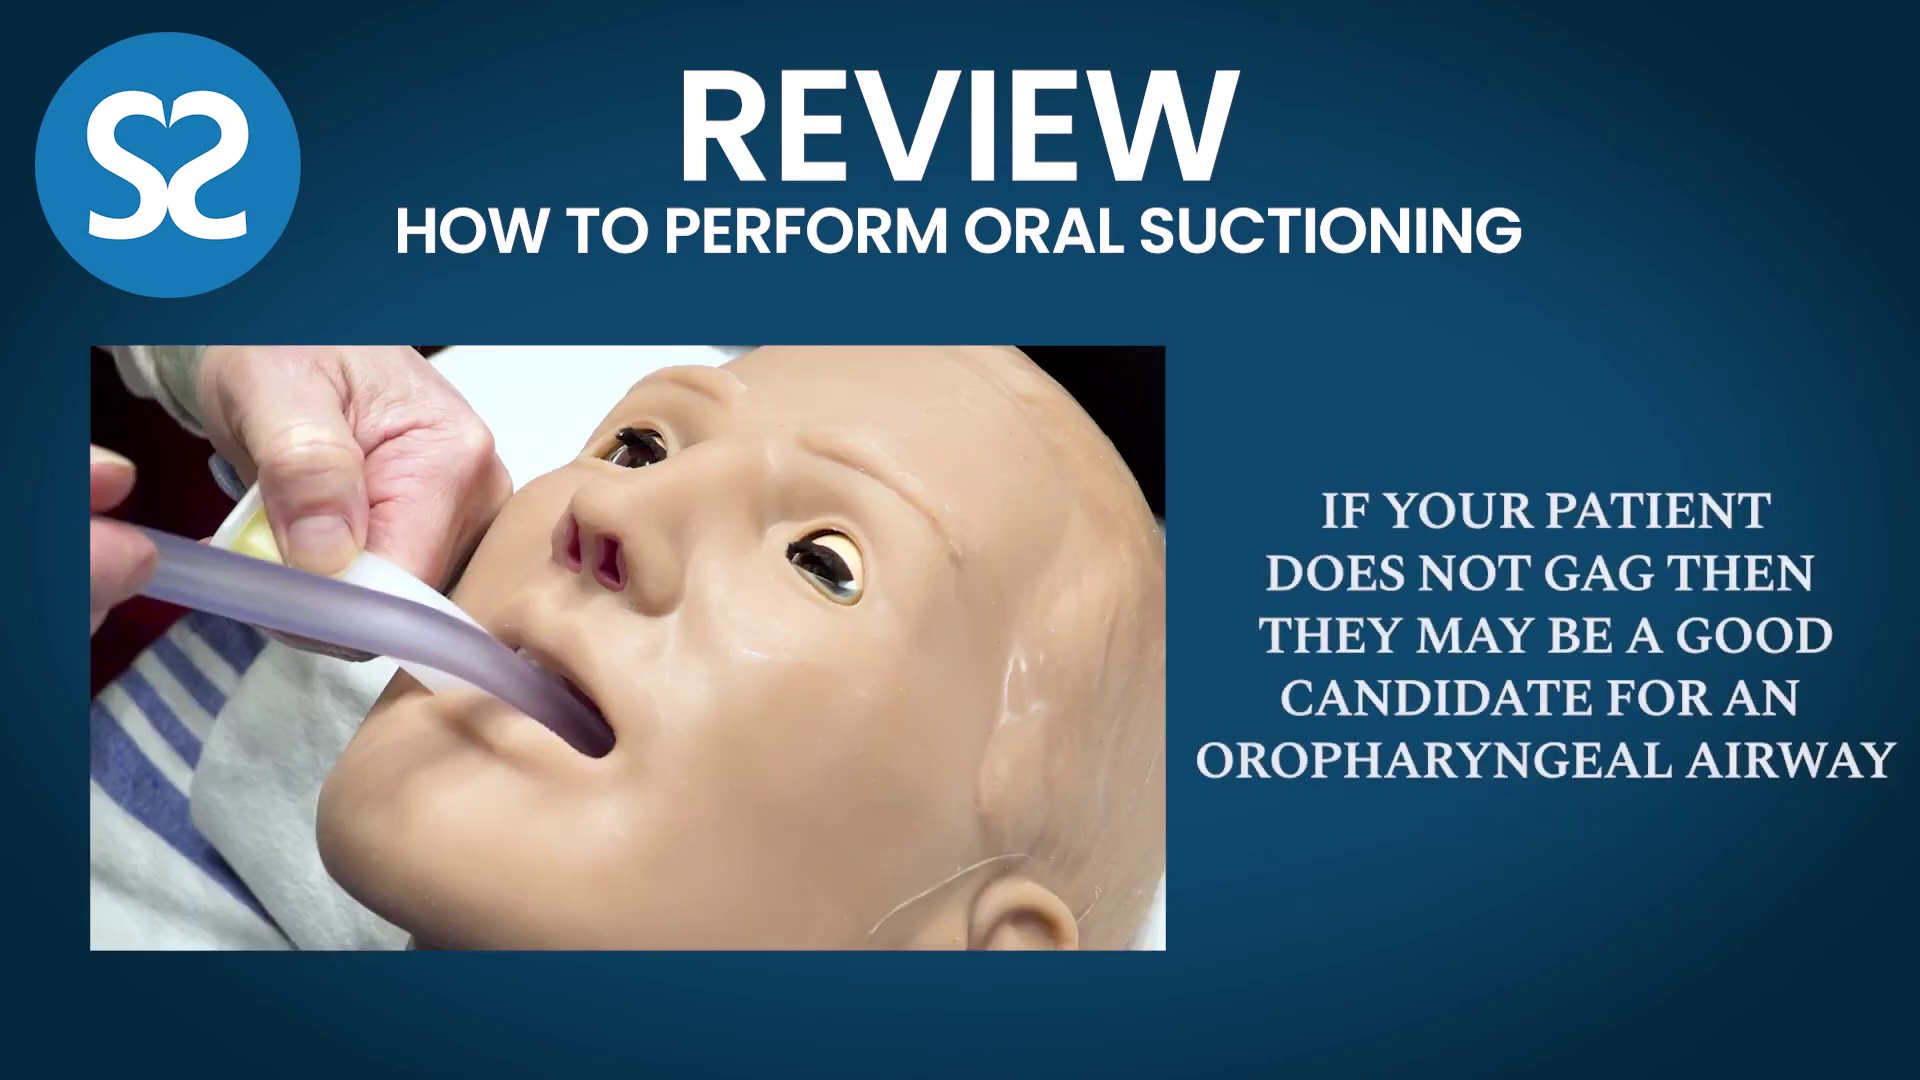 REVIEW
HOW TO PERFORM ORAL SUCTIONING
IF YOUR PATIENT
DOES NOT GAG THEN
THEY MAY BE A GOOD
CANDIDATE FOR AN
OROPHARYNGEAL AIRWAY